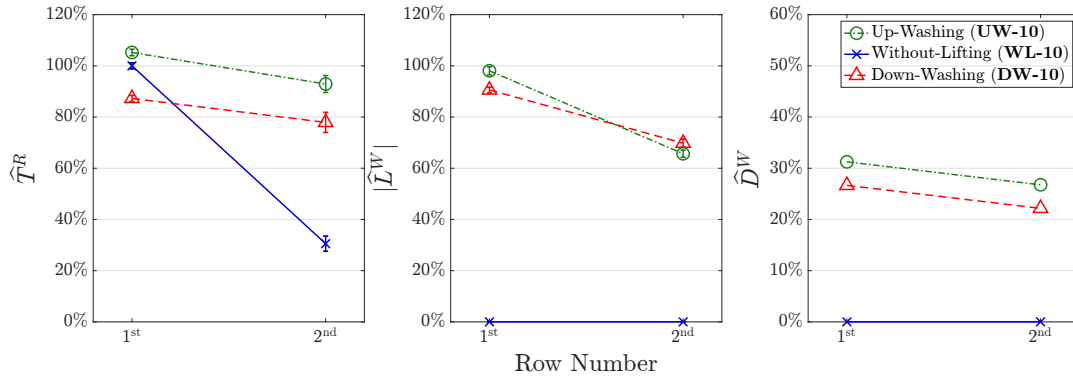 120%
100%
80%
60%
40%
20%
0%
T̂^R
1st
2nd
120%
100%
80%
60%
40%
20%
0%
|L̂^W|
1st
2nd
Row Number
60%
50%
40%
30%
20%
10%
0%
D̂^W
1st
2nd
Up-Washing (UW-10)
Without-Lifting (WL-10)
Down-Washing (DW-10)